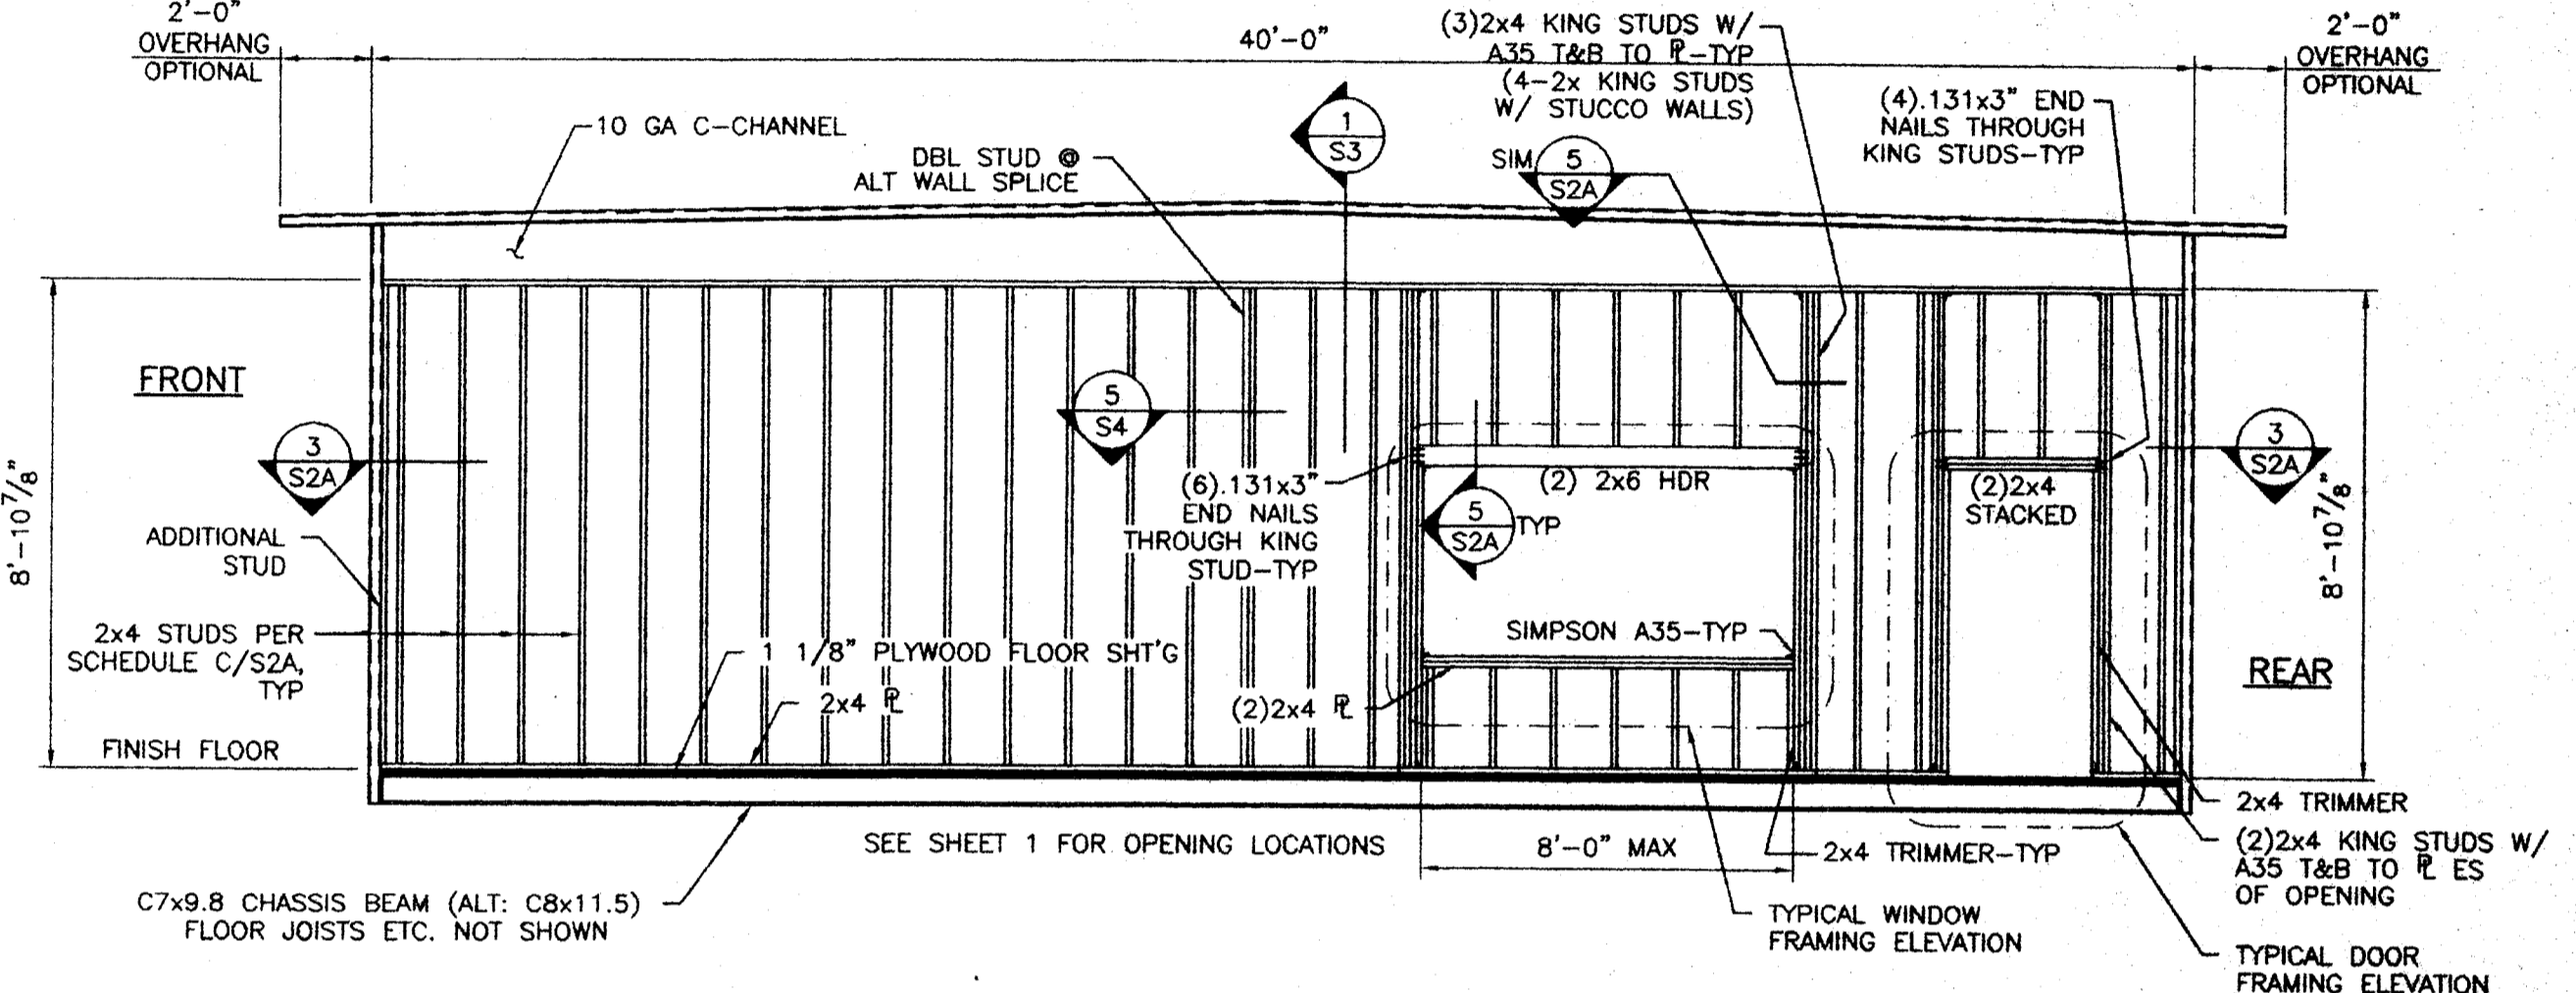 2'-0"
OVERHANG
OPTIONAL
40'-0"
(3)2x4 KING STUDS W/
A35 T&B TO ⅊-TYP
(4-2x KING STUDS
W/ STUCCO WALLS)
2'-0"
OVERHANG
OPTIONAL
(4).131x3" END
NAILS THROUGH
KING STUDS-TYP
10 GA C-CHANNEL
DBL STUD @
ALT WALL SPLICE
1
S3
SIM
5
S2A
FRONT
3
S2A
5
S4
8'-10 7/8"
ADDITIONAL
STUD
2x4 STUDS PER
SCHEDULE C/S2A,
TYP
FINISH FLOOR
1 1/8" PLYWOOD FLOOR SHT'G
2x4 ⅊
(6).131x3"
END NAILS
THROUGH KING
STUD-TYP
(2) 2x6 HDR
5
S2A
TYP
SIMPSON A35-TYP
(2)2x4 ⅊
(2)2x4
STACKED
3
S2A
8'-10 7/8"
REAR
SEE SHEET 1 FOR OPENING LOCATIONS
8'-0" MAX
2x4 TRIMMER-TYP
2x4 TRIMMER
(2)2x4 KING STUDS W/
A35 T&B TO ⅊ ES
OF OPENING
C7x9.8 CHASSIS BEAM (ALT: C8x11.5)
FLOOR JOISTS ETC. NOT SHOWN
TYPICAL WINDOW
FRAMING ELEVATION
TYPICAL DOOR
FRAMING ELEVATION